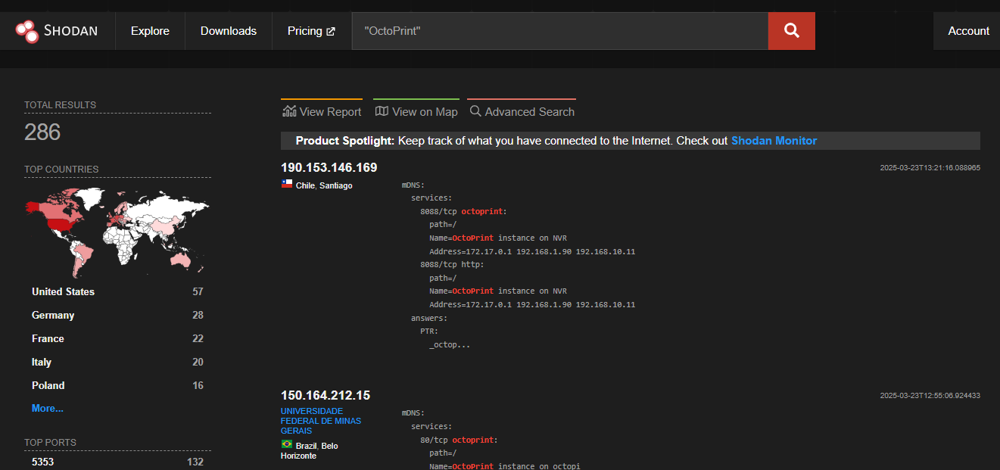 SHODAN Explore Downloads Pricing "OctoPrint" Account
TOTAL RESULTS
286
TOP COUNTRIES
United States 57
Germany 28
France 22
Italy 20
Poland 16
More...
TOP PORTS
5353 132
View Report View on Map Advanced Search
Product Spotlight: Keep track of what you have connected to the Internet. Check out Shodan Monitor
190.153.146.169
2025-03-23T13:21:16.088965
Chile, Santiago
mDNS:
services:
8088/tcp octoprint:
path=/
Name=OctoPrint instance on NVR
Address=172.17.0.1 192.168.1.90 192.168.10.11
8088/tcp http:
path=/
Name=OctoPrint instance on NVR
Address=172.17.0.1 192.168.1.90 192.168.10.11
answers:
PTR:
_octop...
150.164.212.15
2025-03-23T12:55:06.924433
UNIVERSIDADE
FEDERAL DE MINAS
GERAIS
Brazil, Belo
Horizonte
mDNS:
services:
80/tcp octoprint:
path=/
Name=OctoPrint instance on octopi